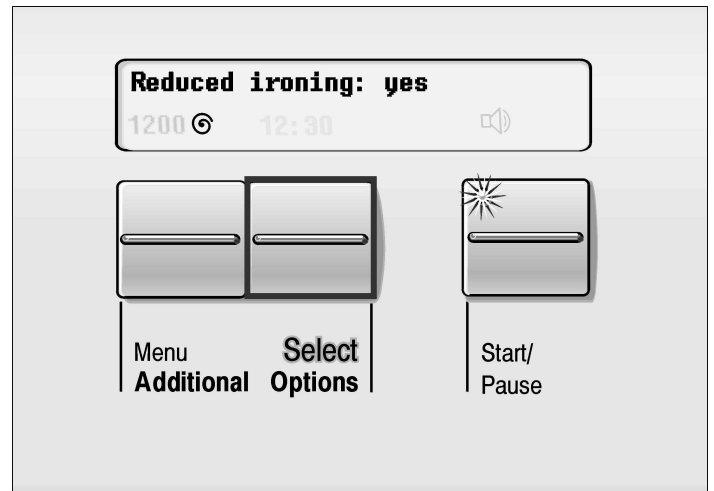 Reduced ironing: yes
1200 12:30
Menu Select
Additional Options
Start/
Pause